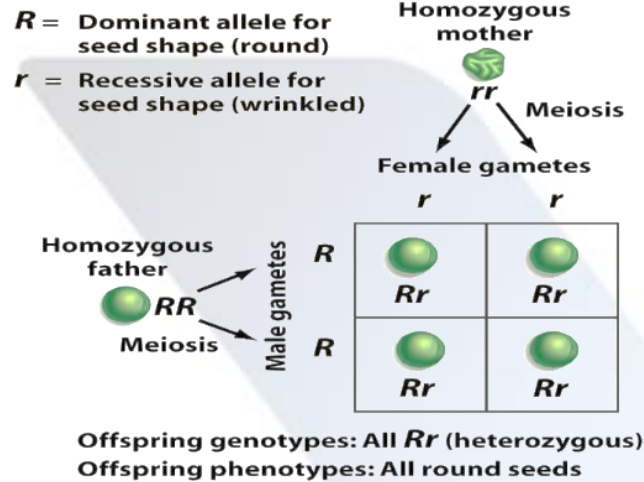 R = Dominant allele for
seed shape (round)
r = Recessive allele for
seed shape (wrinkled)
Homozygous
mother
rr
Meiosis
Female gametes
r r
Homozygous
father
RR
Meiosis
Male gametes
R
Rr Rr
R
Rr Rr
Offspring genotypes: All Rr (heterozygous)
Offspring phenotypes: All round seeds